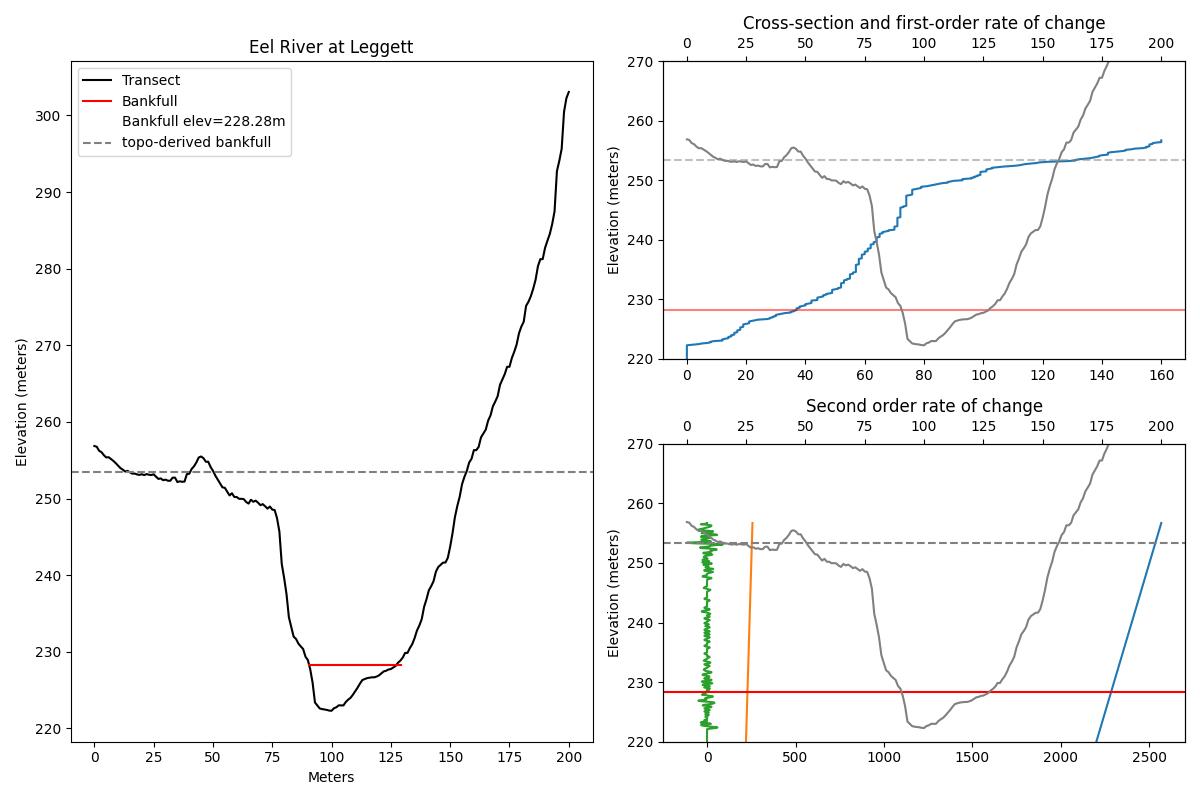 Eel River at Leggett
Transect
Bankfull
Bankfull elev=228.28m
topo-derived bankfull
Elevation (meters)
300
290
280
270
260
250
240
230
220
0 25 50 75 100 125 150 175 200
Meters
Cross-section and first-order rate of change
0 25 50 75 100 125 150 175 200
Elevation (meters)
270
260
250
240
230
220
0 20 40 60 80 100 120 140 160
Second order rate of change
0 25 50 75 100 125 150 175 200
Elevation (meters)
270
260
250
240
230
220
0 500 1000 1500 2000 2500